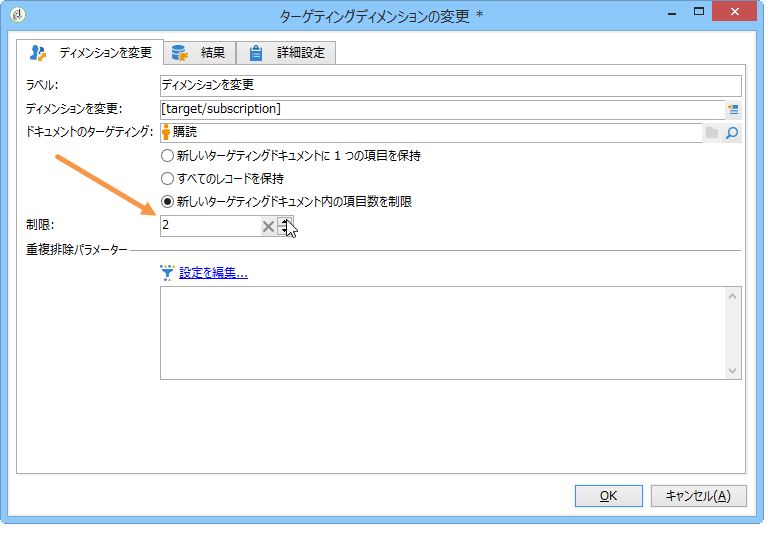 ターゲティングディメンションの変更 *
ディメンションを変更 結果 詳細設定
ラベル: ディメンションを変更
ディメンションを変更: [target/subscription]
ドキュメントのターゲティング: 購読
新しいターゲティングドキュメントに 1 つの項目を保持
すべてのレコードを保持
新しいターゲティングドキュメント内の項目数を制限
制限: 2
重複排除パラメーター
設定を編集...
OK キャンセル(A)